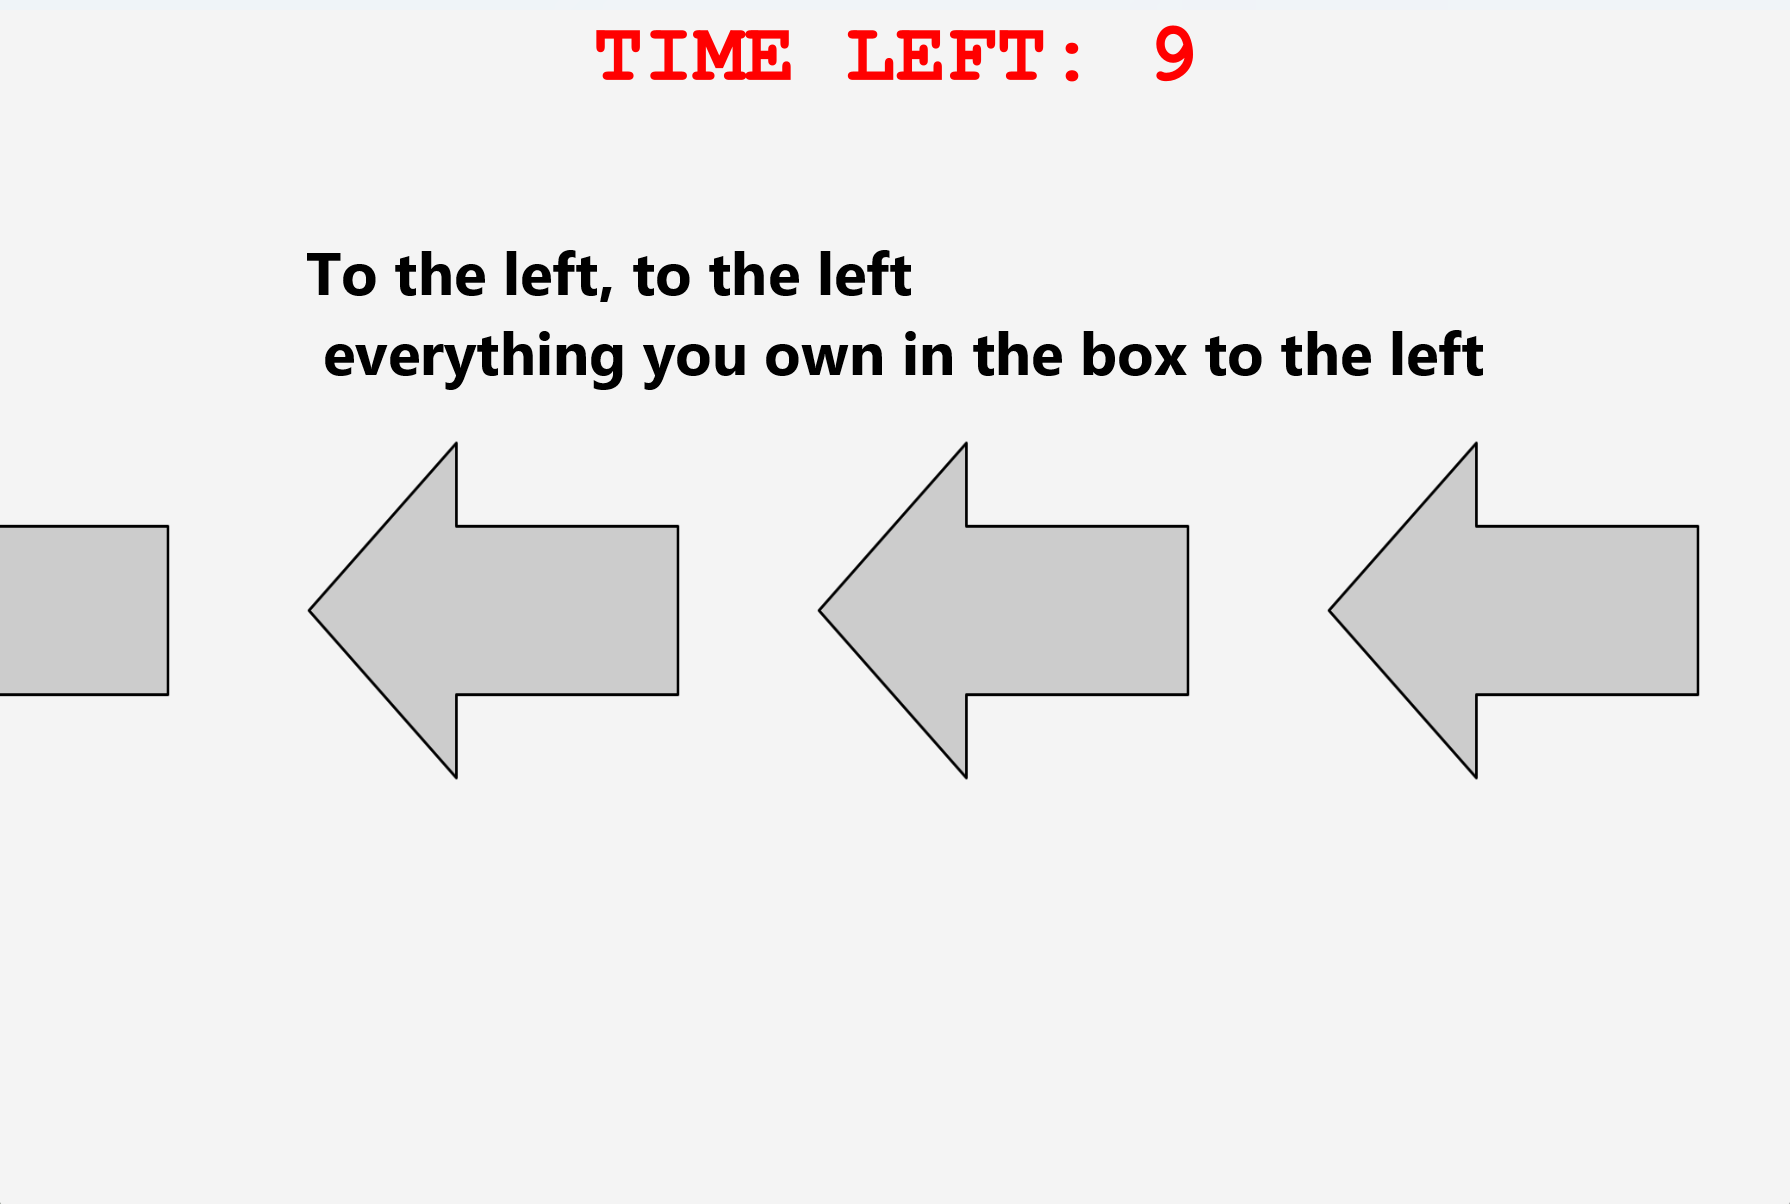 TIME LEFT: 9
To the left, to the left
everything you own in the box to the left